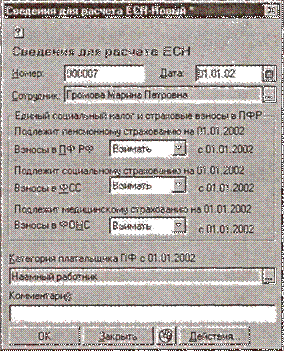 Сведения для расчета ЕСН-Новый *
?
Сведения для расчета ЕСН
Номер: 000007 Дата: 01.01.02
Сотрудник: Громова Марина Петровна ...
Единый социальный налог и страховые взносы в ПФР
Подлежит пенсионному страхованию на 01.01.2002
Взносы в ПФ РФ Взимать с 01.01.2002
Подлежит социальному страхованию на 01.01.2002
Взносы в ФСС Взимать с 01.01.2002
Подлежит медицинскому страхованию на 01.01.2002
Взносы в ФОМС Взимать с 01.01.2002
Категория плательщика ПФ с 01.01.2002
Наемный работник ...
Комментарий:
OK Закрыть Действия...